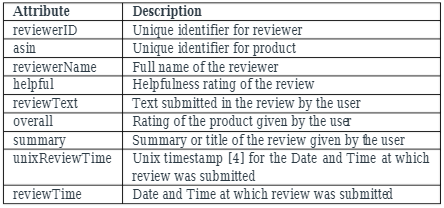 Attribute Description
reviewerID Unique identifier for reviewer
asin Unique identifier for product
reviewerName Full name of the reviewer
helpful Helpfulness rating of the review
reviewText Text submitted in the review by the user
overall Rating of the product given by the user
summary Summary or title of the review given by the user
unixReviewTime Unix timestamp [4] for the Date and Time at which
review was submitted
reviewTime Date and Time at which review was submitted